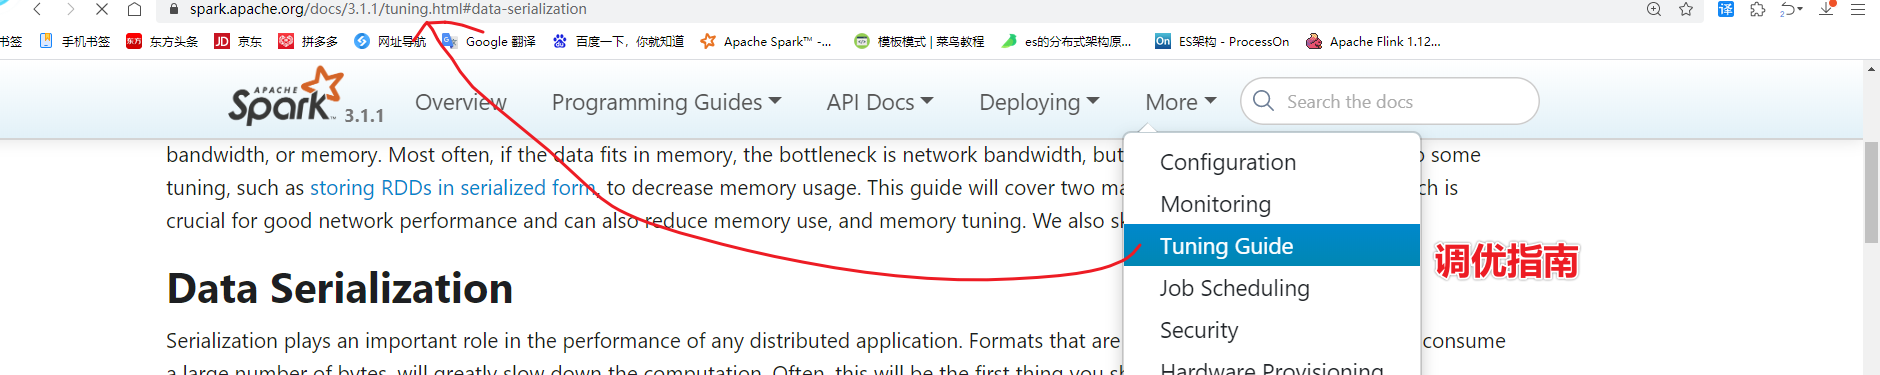 spark.apache.org/docs/3.1.1/tuning.html#data-serialization
译
书签 手机书签 东方 东方头条 JD 京东 拼多多 网址导航 Google 翻译 百度一下，你就知道 Apache Spark™ -... 模板模式 | 菜鸟教程 es的分布式架构原... On ES架构 - ProcessOn Apache Flink 1.12...
APACHE Spark™ 3.1.1 Overview Programming Guides API Docs Deploying More Search the docs
bandwidth, or memory. Most often, if the data fits in memory, the bottleneck is network bandwidth, but some
tuning, such as storing RDDs in serialized form, to decrease memory usage. This guide will cover two is
crucial for good network performance and can also reduce memory use, and memory tuning. We also
Configuration
Monitoring
Tuning Guide
Job Scheduling
Security
Hardware Provisioning
调优指南
Data Serialization
Serialization plays an important role in the performance of any distributed application. Formats that are consume
a large number of bytes, will greatly slow down the computation. Often, this will be the first thing you